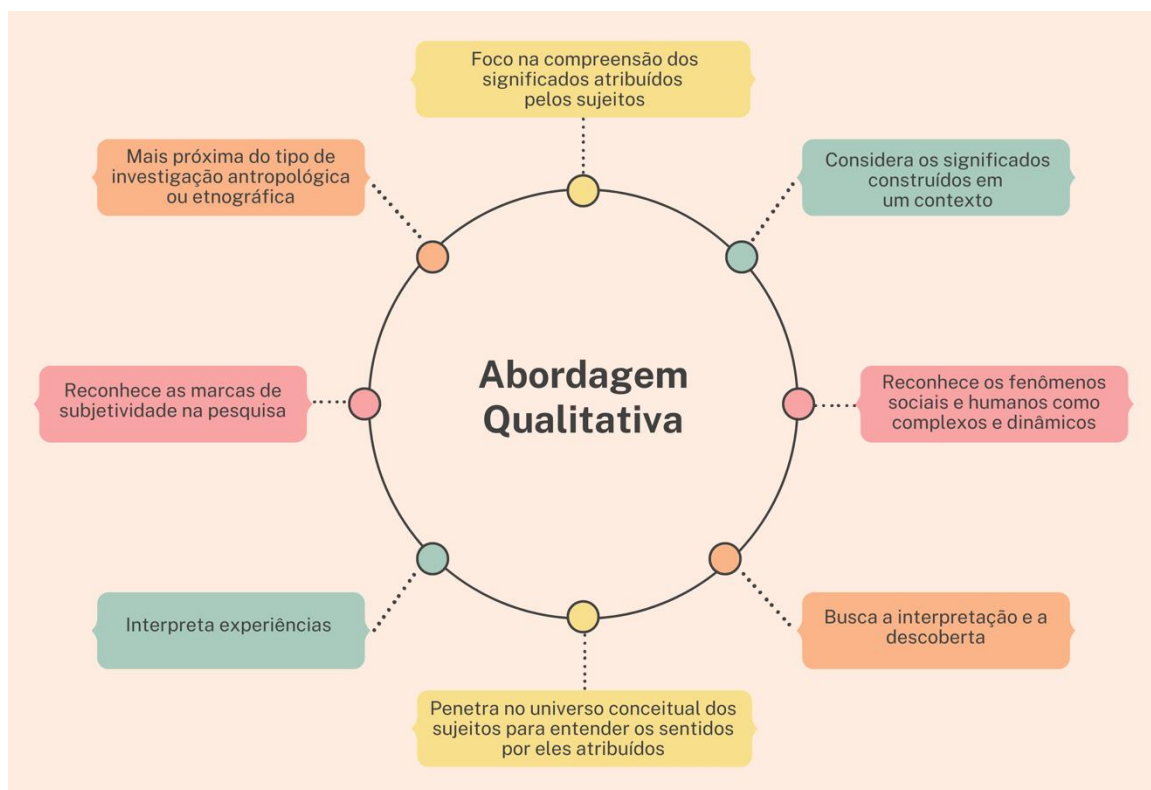 Foco na compreensão dos
significados atribuídos
pelos sujeitos
Mais próxima do tipo de
investigação antropológica
ou etnográfica
Considera os significados
construídos em
um contexto
Abordagem
Qualitativa
Reconhece as marcas de
subjetividade na pesquisa
Reconhece os fenômenos
sociais e humanos como
complexos e dinâmicos
Interpreta experiências
Busca a interpretação e a
descoberta
Penetra no universo conceitual dos
sujeitos para entender os sentidos
por eles atribuídos